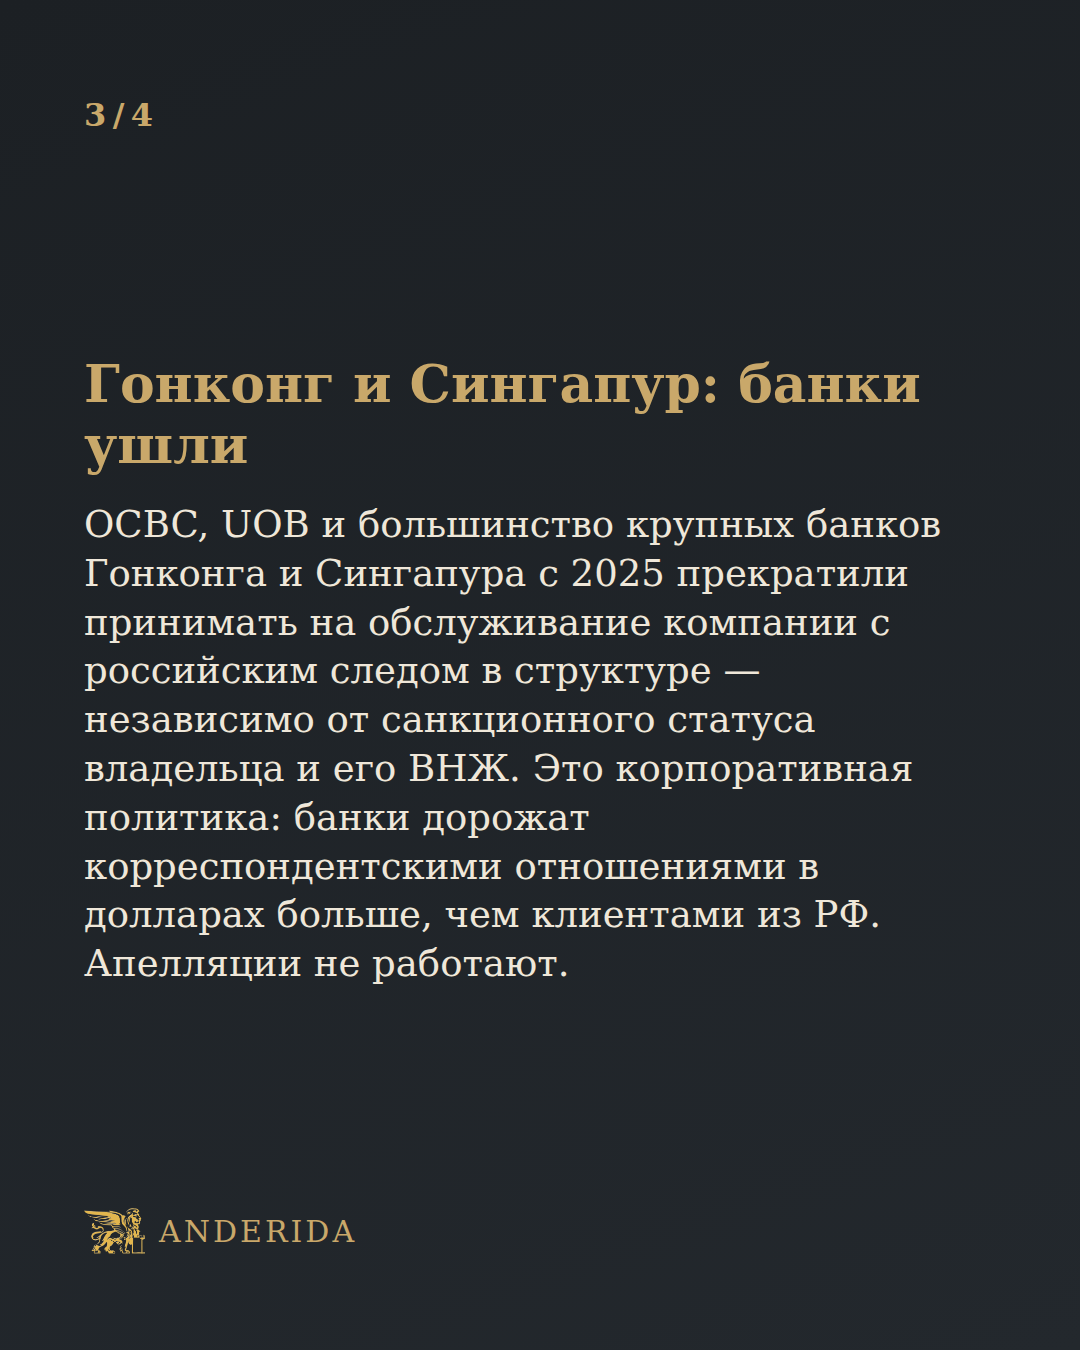 3/4
Гонконг и Сингапур: банки
ушли
OCBC, UOB и большинство крупных банков
Гонконга и Сингапура с 2025 прекратили
принимать на обслуживание компании с
российским следом в структуре —
независимо от санкционного статуса
владельца и его ВНЖ. Это корпоративная
политика: банки дорожат
корреспондентскими отношениями в
долларах больше, чем клиентами из РФ.
Апелляции не работают.
ANDERIDA